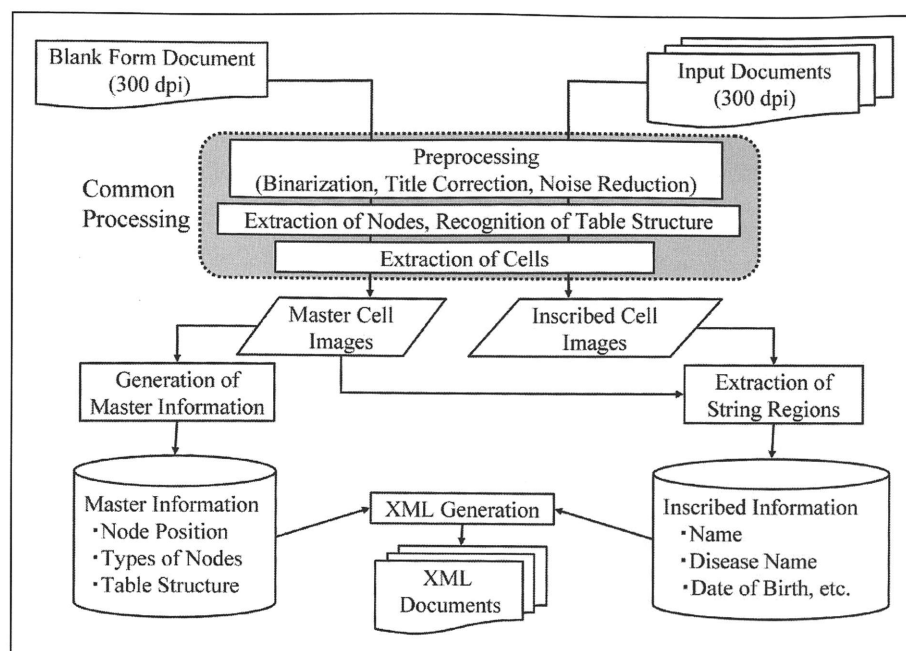 Blank Form Document
(300 dpi)
Input Documents
(300 dpi)
Common
Processing
Preprocessing
(Binarization, Title Correction, Noise Reduction)
Extraction of Nodes, Recognition of Table Structure
Extraction of Cells
Master Cell
Images
Inscribed Cell
Images
Generation of
Master Information
Extraction of
String Regions
Master Information
・Node Position
・Types of Nodes
・Table Structure
XML Generation
XML
Documents
Inscribed Information
・Name
・Disease Name
・Date of Birth, etc.